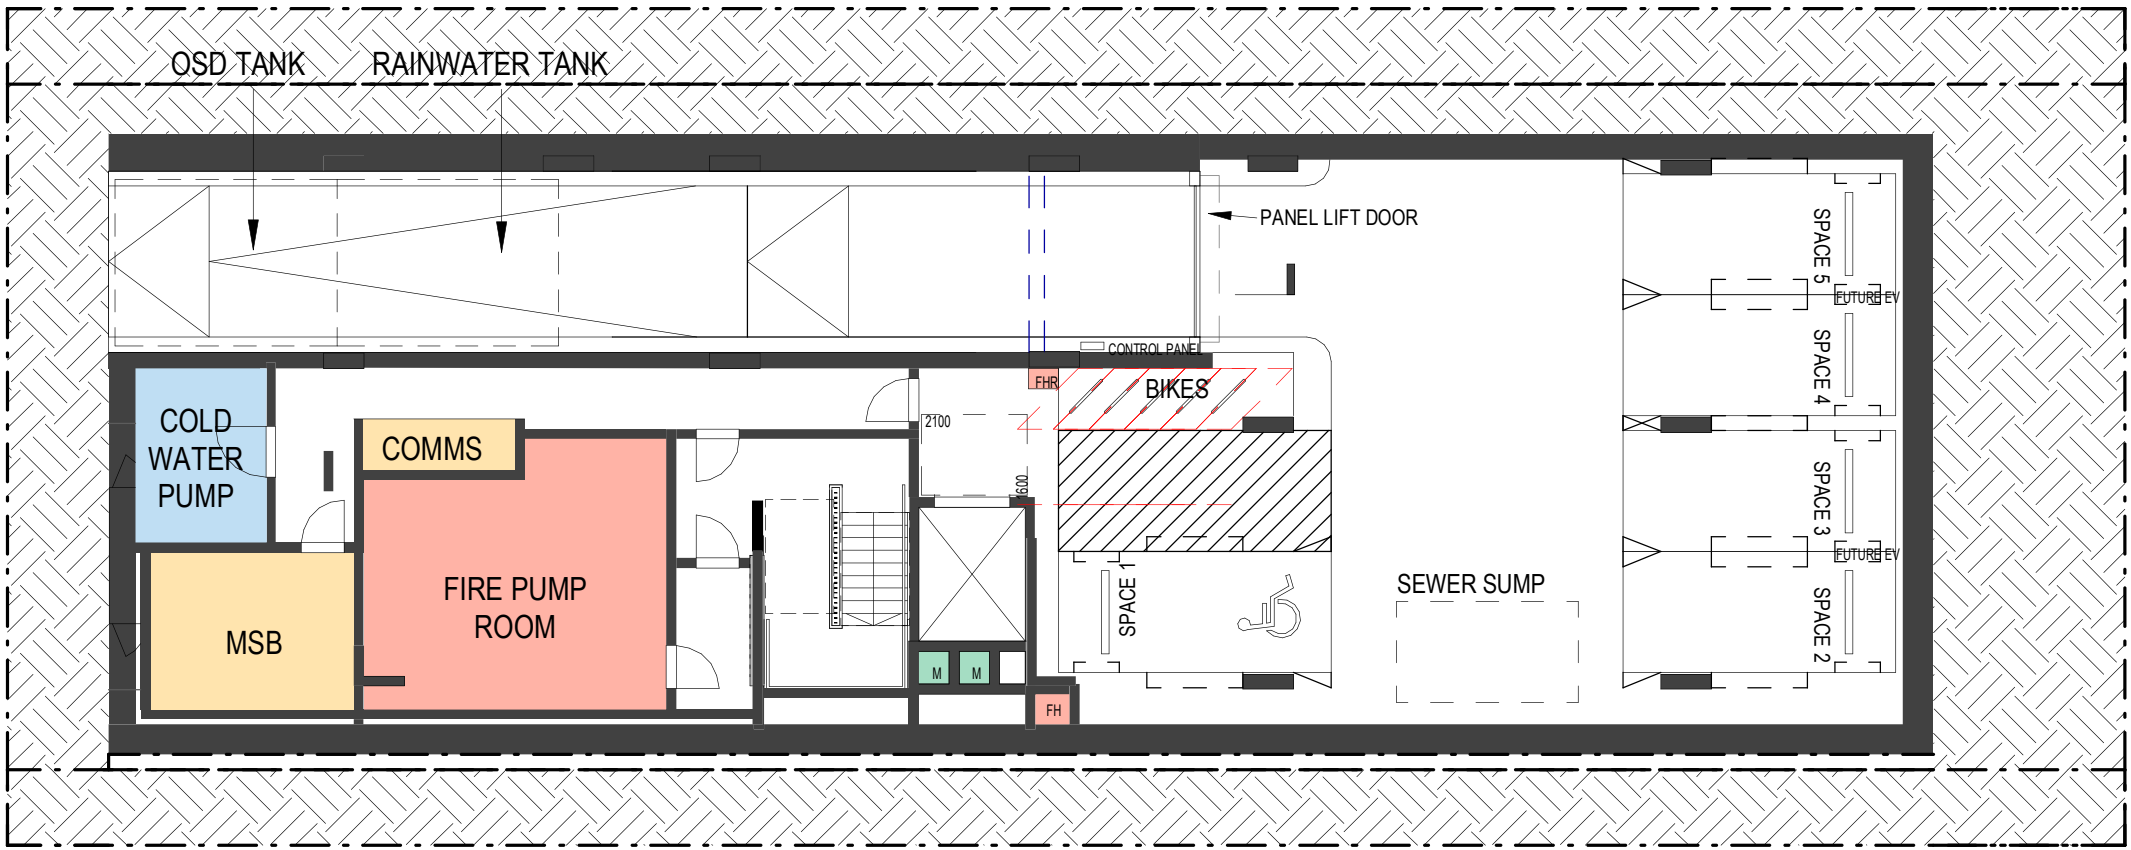 OSD TANK
RAINWATER TANK
PANEL LIFT DOOR
SPACE 5
FUTURE EV
SPACE 4
CONTROL PANEL
FHR
BIKES
COLD
WATER
PUMP
COMMS
2100
1600
SPACE 3
FUTURE EV
SPACE 2
FIRE PUMP
ROOM
SPACE 1
SEWER SUMP
MSB
M
M
FH